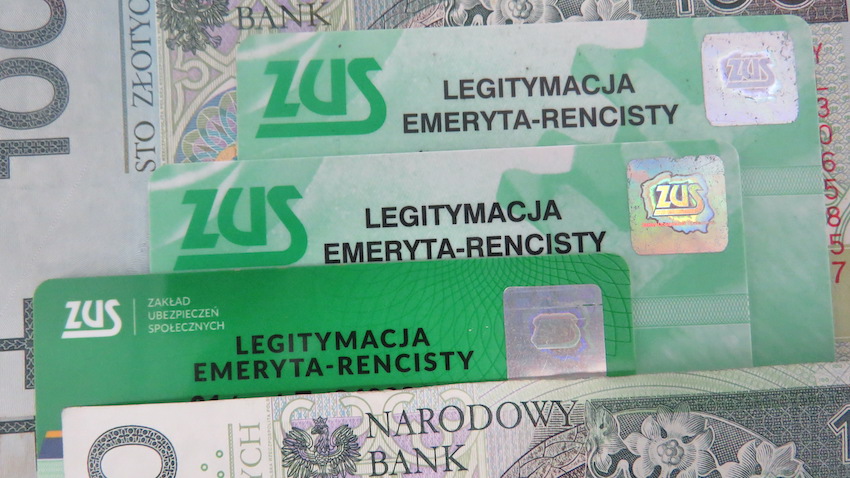 100
STO ZŁOTYCH
BANK
ZUS
LEGITYMACJA
EMERYTA-RENCISTY
ZUS
ZUS
LEGITYMACJA
EMERYTA-RENCISTY
ZUS
ZUS
ZAKŁAD
UBEZPIECZEŃ
SPOŁECZNYCH
LEGITYMACJA
EMERYTA-RENCISTY
NARODOWY
BANK